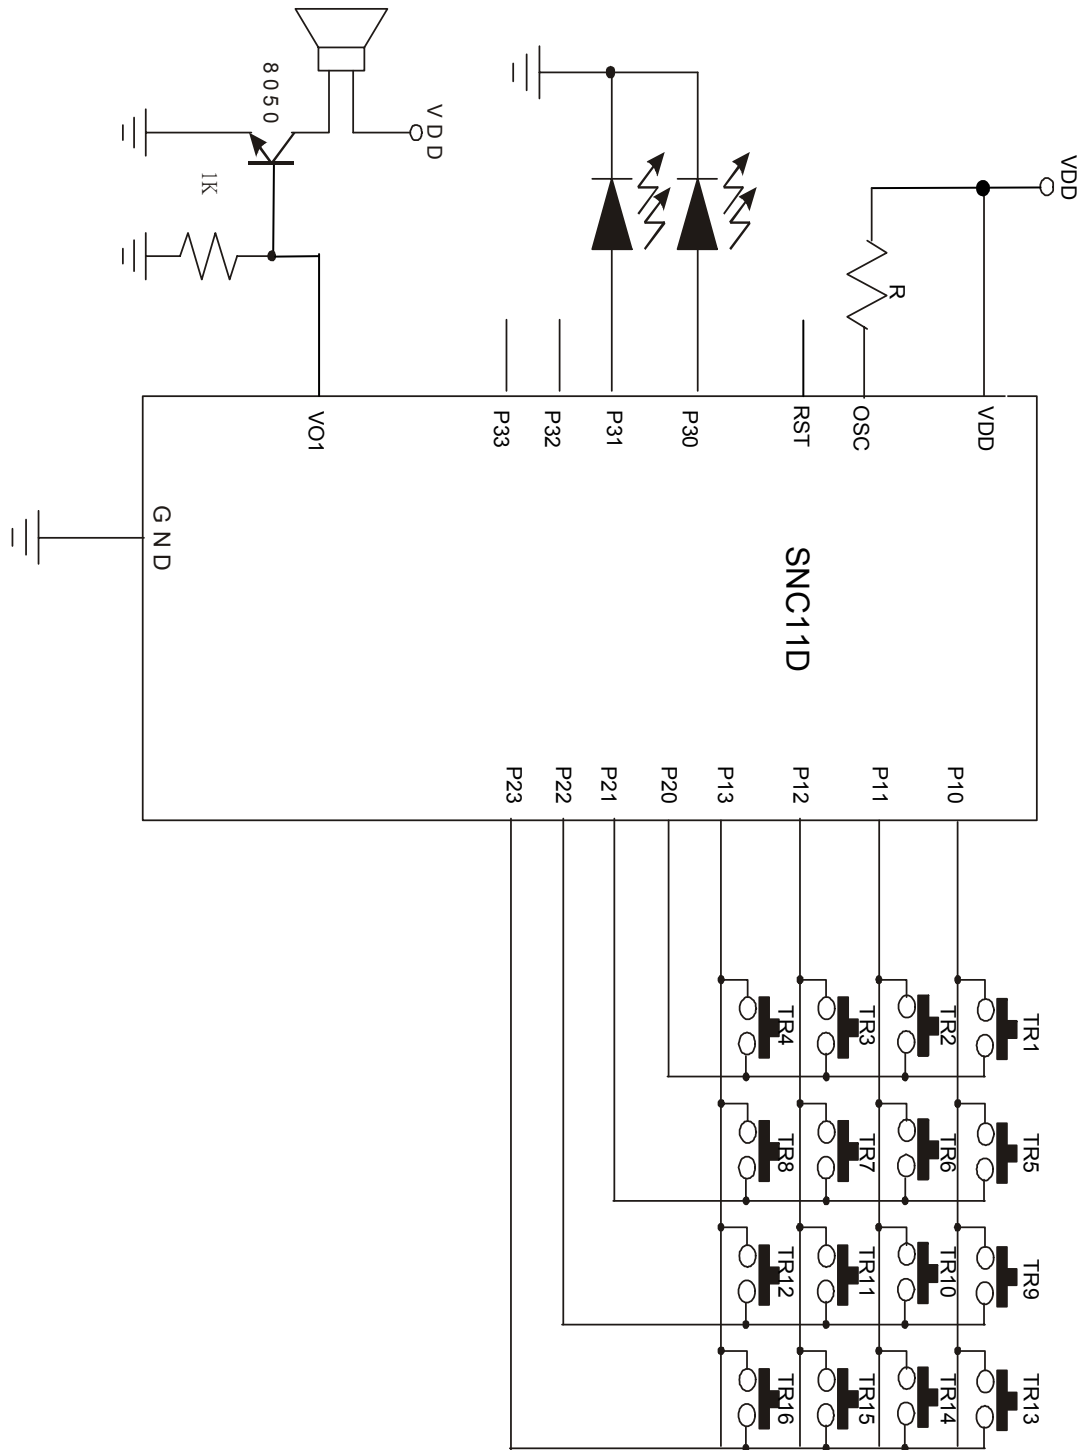 VDD
VDD
8050
1K
R
VDD
OSC
RST
P30
P31
P32
P33
VO1
GND
SNC11D
P10
P11
P12
P13
P20
P21
P22
P23
TR1
TR2
TR3
TR4
TR5
TR6
TR7
TR8
TR9
TR10
TR11
TR12
TR13
TR14
TR15
TR16